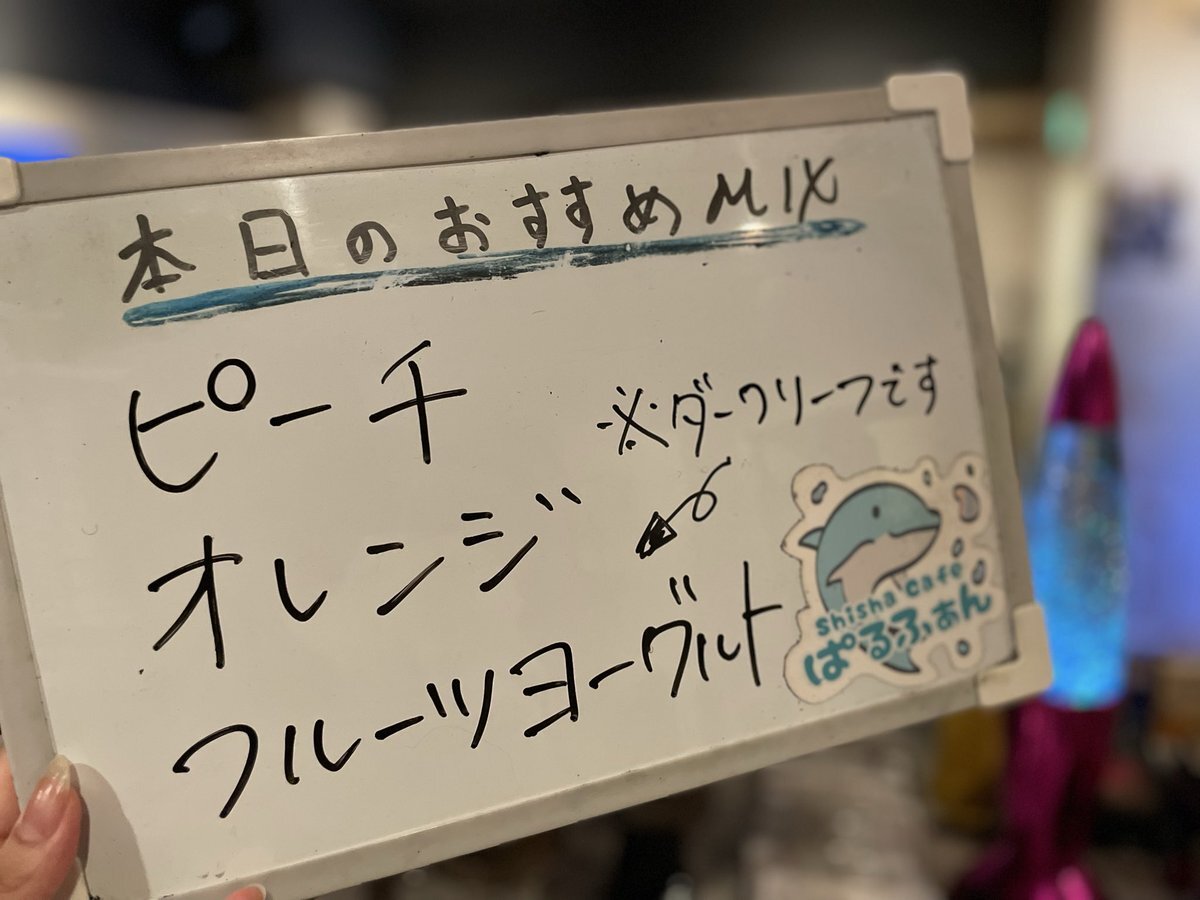 本日のおすすめMIX
ピーチ
※ダークリーフです
オレンジ
フルーツヨーグルト
Shisha cafe
ぱるふぁん